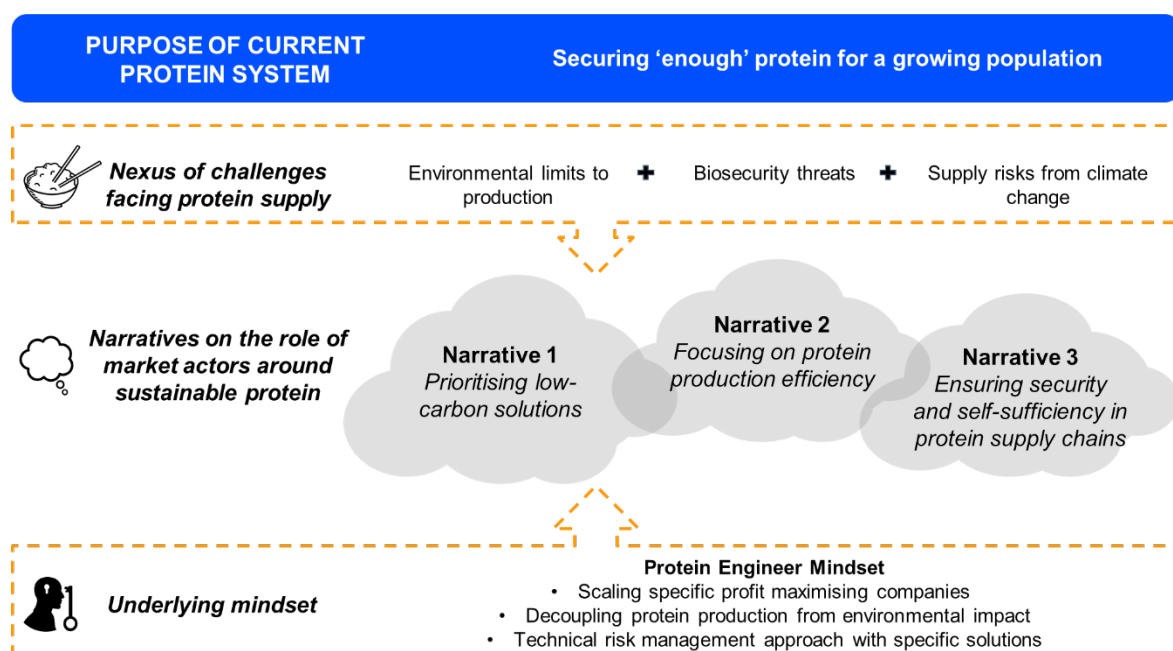 PURPOSE OF CURRENT
PROTEIN SYSTEM
Securing ‘enough’ protein for a growing population
Nexus of challenges
facing protein supply
Environmental limits to
production
+
Biosecurity threats
+
Supply risks from climate
change
Narratives on the role of
market actors around
sustainable protein
Narrative 1
Prioritising low-
carbon solutions
Narrative 2
Focusing on protein
production efficiency
Narrative 3
Ensuring security
and self-sufficiency in
protein supply chains
Underlying mindset
Protein Engineer Mindset
• Scaling specific profit maximising companies
• Decoupling protein production from environmental impact
• Technical risk management approach with specific solutions